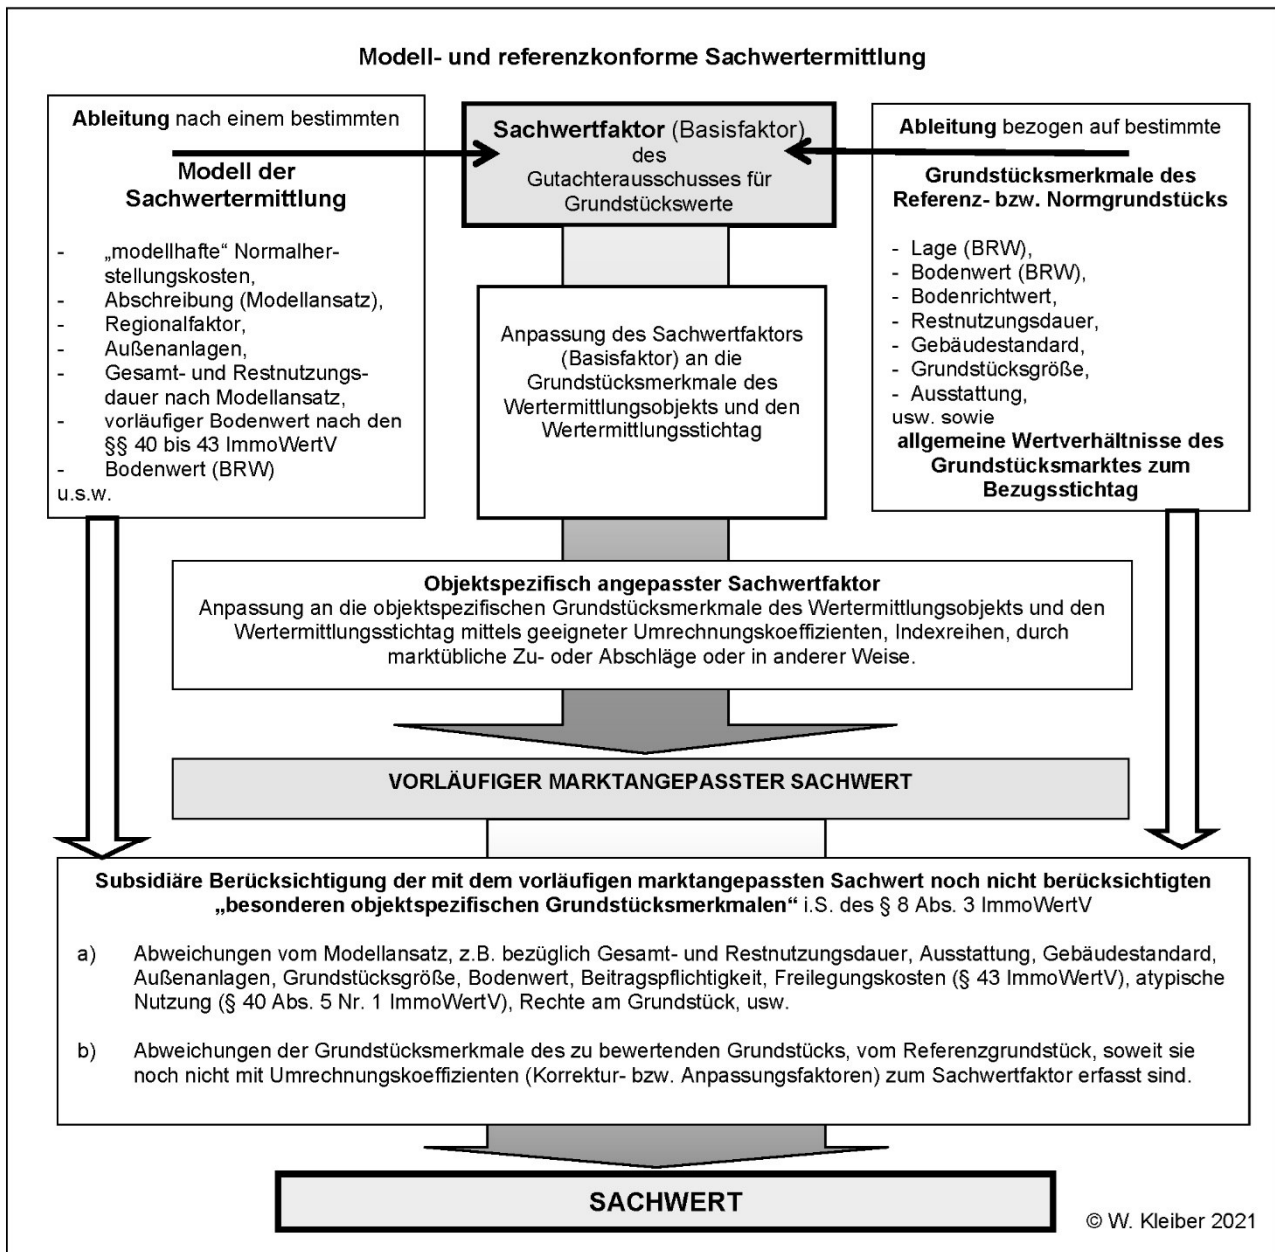 Modell- und referenzkonforme Sachwertermittlung
Ableitung nach einem bestimmten
Modell der
Sachwertermittlung
- „modellhafte“ Normalher-
stellungskosten,
- Abschreibung (Modellansatz),
- Regionalfaktor,
- Außenanlagen,
- Gesamt- und Restnutzungs-
dauer nach Modellansatz,
- vorläufiger Bodenwert nach den
§§ 40 bis 43 ImmoWertV
- Bodenwert (BRW)
u.s.w.
Sachwertfaktor (Basisfaktor)
des
Gutachterausschusses für
Grundstückswerte
Anpassung des Sachwertfaktors
(Basisfaktor) an die
Grundstücksmerkmale des
Wertermittlungsobjekts und den
Wertermittlungsstichtag
Ableitung bezogen auf bestimmte
Grundstücksmerkmale des
Referenz- bzw. Normgrundstücks
- Lage (BRW),
- Bodenwert (BRW),
- Bodenrichtwert,
- Restnutzungsdauer,
- Gebäudestandard,
- Grundstücksgröße,
- Ausstattung,
usw. sowie
allgemeine Wertverhältnisse des
Grundstücksmarktes zum
Bezugsstichtag
Objektspezifisch angepasster Sachwertfaktor
Anpassung an die objektspezifischen Grundstücksmerkmale des Wertermittlungsobjekts und den
Wertermittlungsstichtag mittels geeigneter Umrechnungskoeffizienten, Indexreihen, durch
marktübliche Zu- oder Abschläge oder in anderer Weise.
VORLÄUFIGER MARKTANGEPASSTER SACHWERT
Subsidiäre Berücksichtigung der mit dem vorläufigen marktangepassten Sachwert noch nicht berücksichtigten
„besonderen objektspezifischen Grundstücksmerkmalen“ i.S. des § 8 Abs. 3 ImmoWertV
a) Abweichungen vom Modellansatz, z.B. bezüglich Gesamt- und Restnutzungsdauer, Ausstattung, Gebäudestandard,
Außenanlagen, Grundstücksgröße, Bodenwert, Beitragspflichtigkeit, Freilegungskosten (§ 43 ImmoWertV), atypische
Nutzung (§ 40 Abs. 5 Nr. 1 ImmoWertV), Rechte am Grundstück, usw.
b) Abweichungen der Grundstücksmerkmale des zu bewertenden Grundstücks, vom Referenzgrundstück, soweit sie
noch nicht mit Umrechnungskoeffizienten (Korrektur- bzw. Anpassungsfaktoren) zum Sachwertfaktor erfasst sind.
SACHWERT
© W. Kleiber 2021